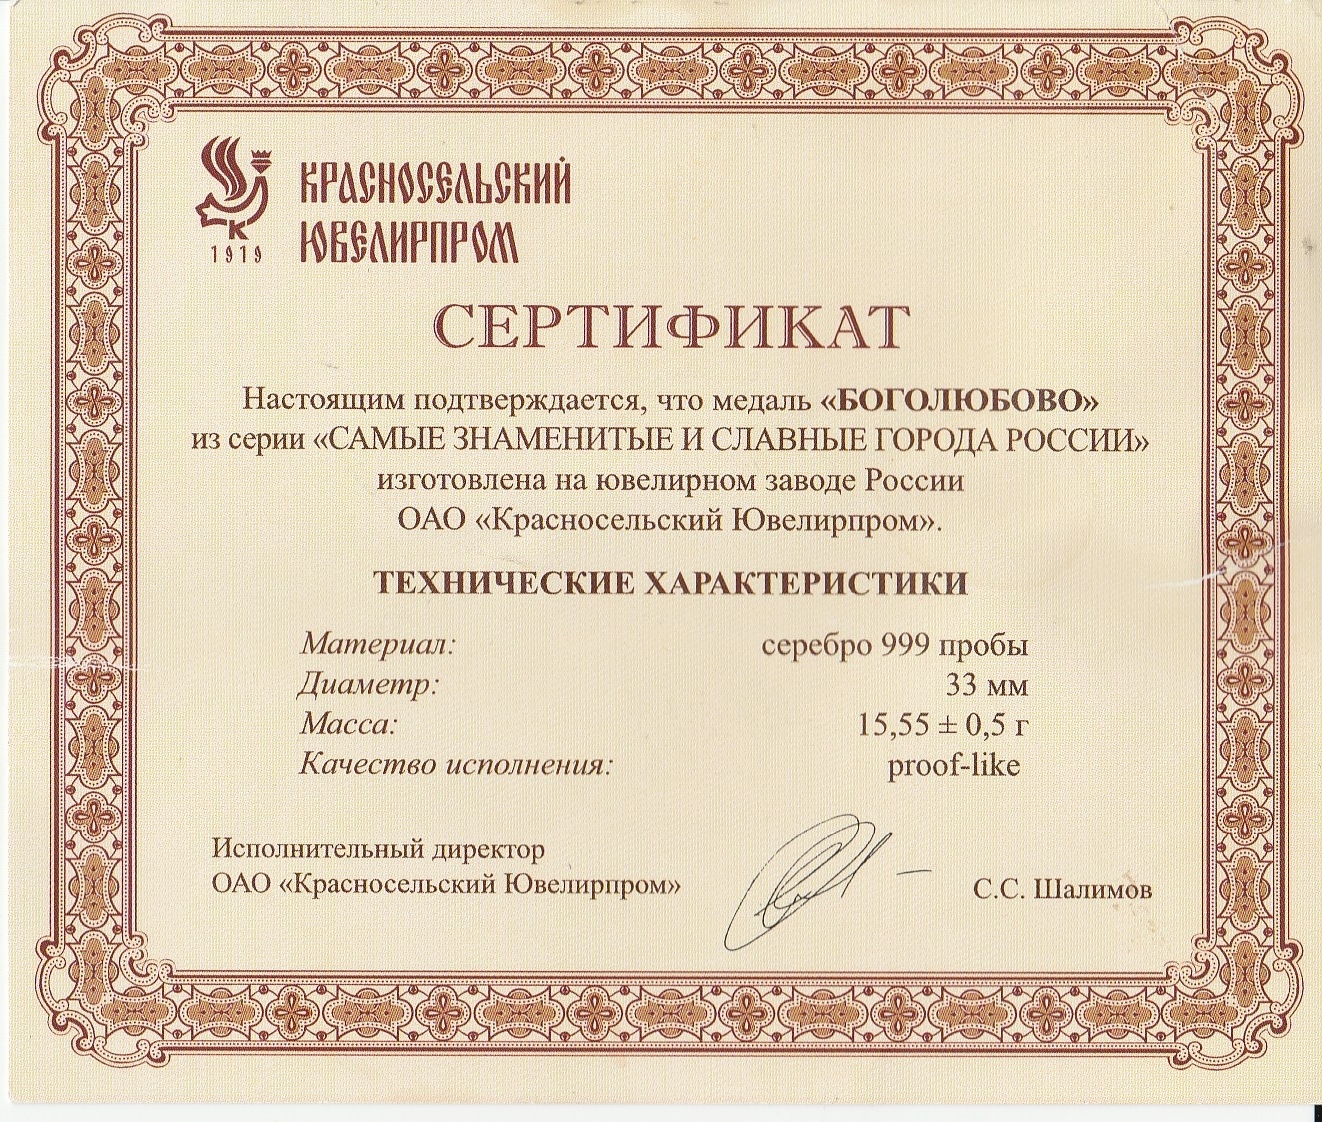 КРАСНОСЕЛЬСКИЙ
ЮВЕЛИРПРОМ
К
1919
СЕРТИФИКАТ
Настоящим подтверждается, что медаль «БОГОЛЮБОВО»
из серии «САМЫЕ ЗНАМЕНИТЫЕ И СЛАВНЫЕ ГОРОДА РОССИИ»
изготовлена на ювелирном заводе России
ОАО «Красносельский Ювелирпром».
ТЕХНИЧЕСКИЕ ХАРАКТЕРИСТИКИ
Материал: серебро 999 пробы
Диаметр: 33 мм
Масса: 15,55 ± 0,5 г
Качество исполнения: proof-like
Исполнительный директор
ОАО «Красносельский Ювелирпром» С.С. Шалимов